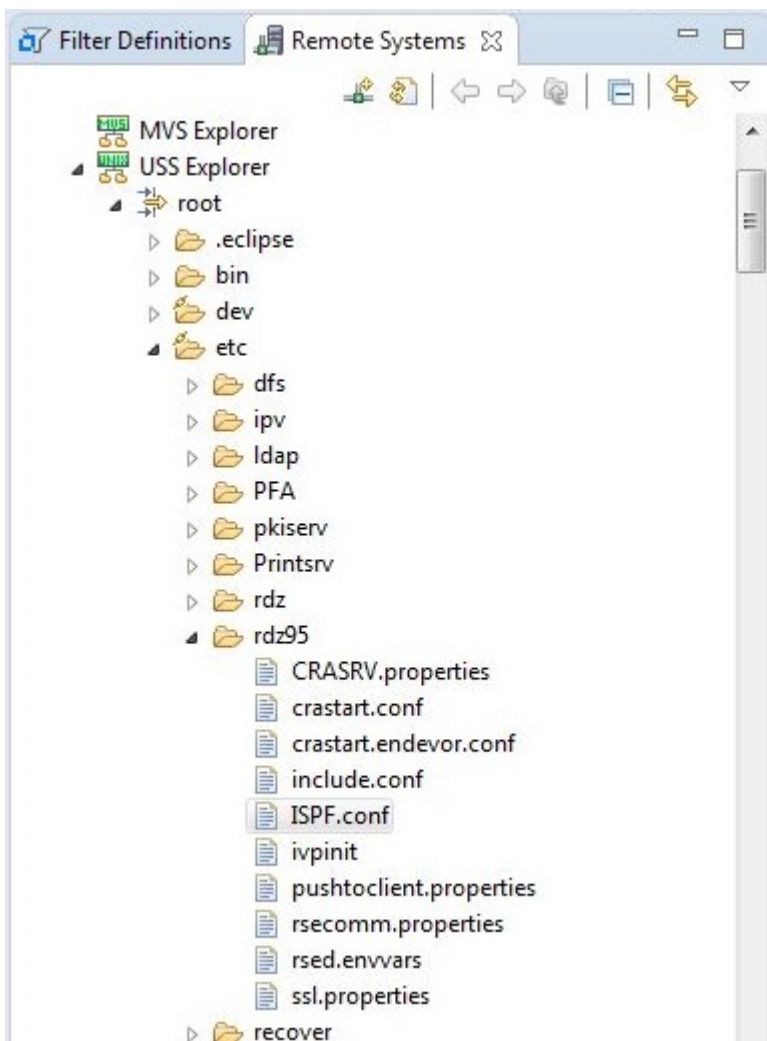 Filter Definitions Remote Systems
MVS MVS Explorer
UNIX USS Explorer
root
.eclipse
bin
dev
etc
dfs
ipv
ldap
PFA
pkiserv
Printsrv
rdz
rdz95
CRASRV.properties
crastart.conf
crastart.endevor.conf
include.conf
ISPF.conf
ivpinit
pushtoclient.properties
rsecomm.properties
rsed.envvars
ssl.properties
recover